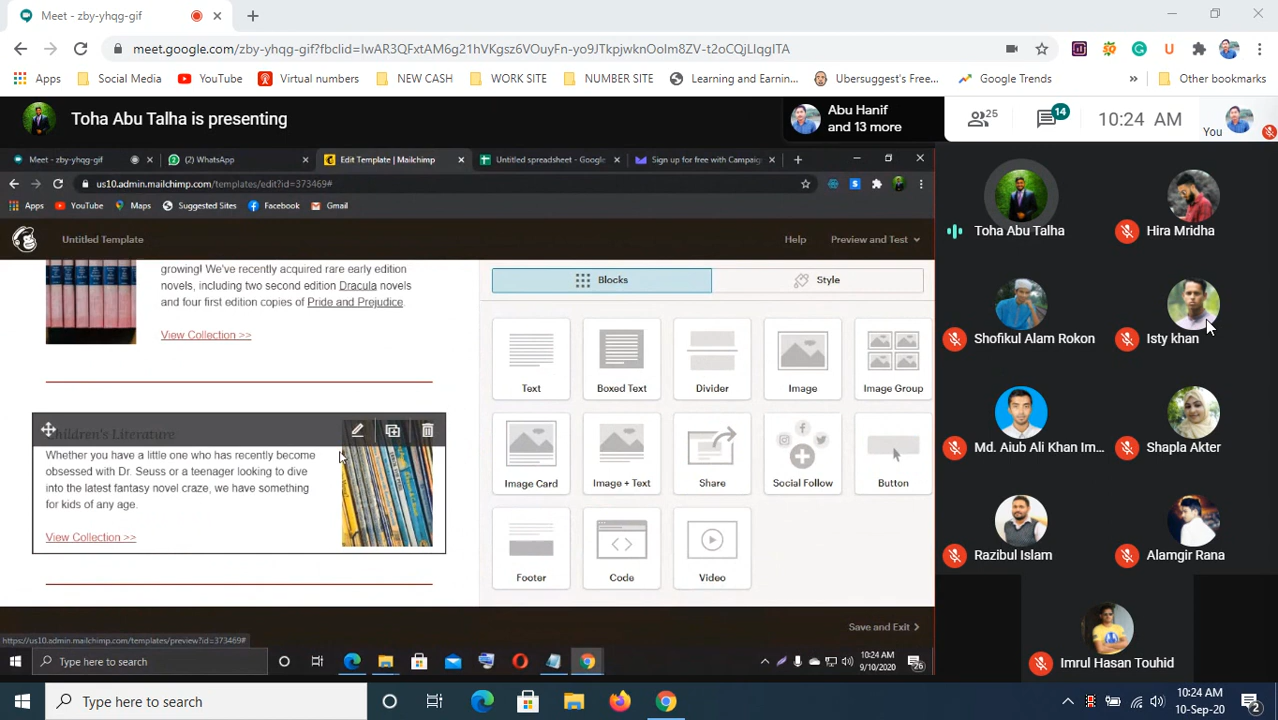 Meet - zby-yhqg-gif
meet.google.com/zby-yhqg-gif?fbclid=IwAR3QFxtAM6g21hVKgsz6VOuyFn-yo9JTkpjwknOolm8ZV-t2oCQjLlqglTA
Apps Social Media YouTube Virtual numbers NEW CASH WORK SITE NUMBER SITE Learning and Earnin... Ubersuggest's Free... Google Trends » Other bookmarks
Toha Abu Talha is presenting
Abu Hanif
and 13 more
25
14
10:24 AM
You
Meet - zby-yhqg-gif
(2) WhatsApp
Edit Template | Mailchimp
Untitled spreadsheet - Google
Sign up for free with Campaig
us10.admin.mailchimp.com/templates/edit?id=373469#
Apps YouTube Maps Suggested Sites Facebook Gmail
Untitled Template
Help
Preview and Test
growing! We've recently acquired rare early edition
novels, including two second edition Dracula novels
and four first edition copies of Pride and Prejudice
View Collection >>
Children's Literature
Whether you have a little one who has recently become
obsessed with Dr. Seuss or a teenager looking to dive
into the latest fantasy novel craze, we have something
for kids of any age.
View Collection >>
Blocks
Style
Text
Boxed Text
Divider
Image
Image Group
Image Card
Image + Text
Share
Social Follow
Button
Footer
Code
Video
Save and Exit
https://us10.admin.mailchimp.com/templates/preview?id=373469#
Type here to search
10:24 AM
9/10/2020
26
Toha Abu Talha
Hira Mridha
Shofikul Alam Rokon
Isty khan
Md. Aiub Ali Khan Im...
Shapla Akter
Razibul Islam
Alamgir Rana
Imrul Hasan Touhid
Type here to search
10:24 AM
10-Sep-20
2